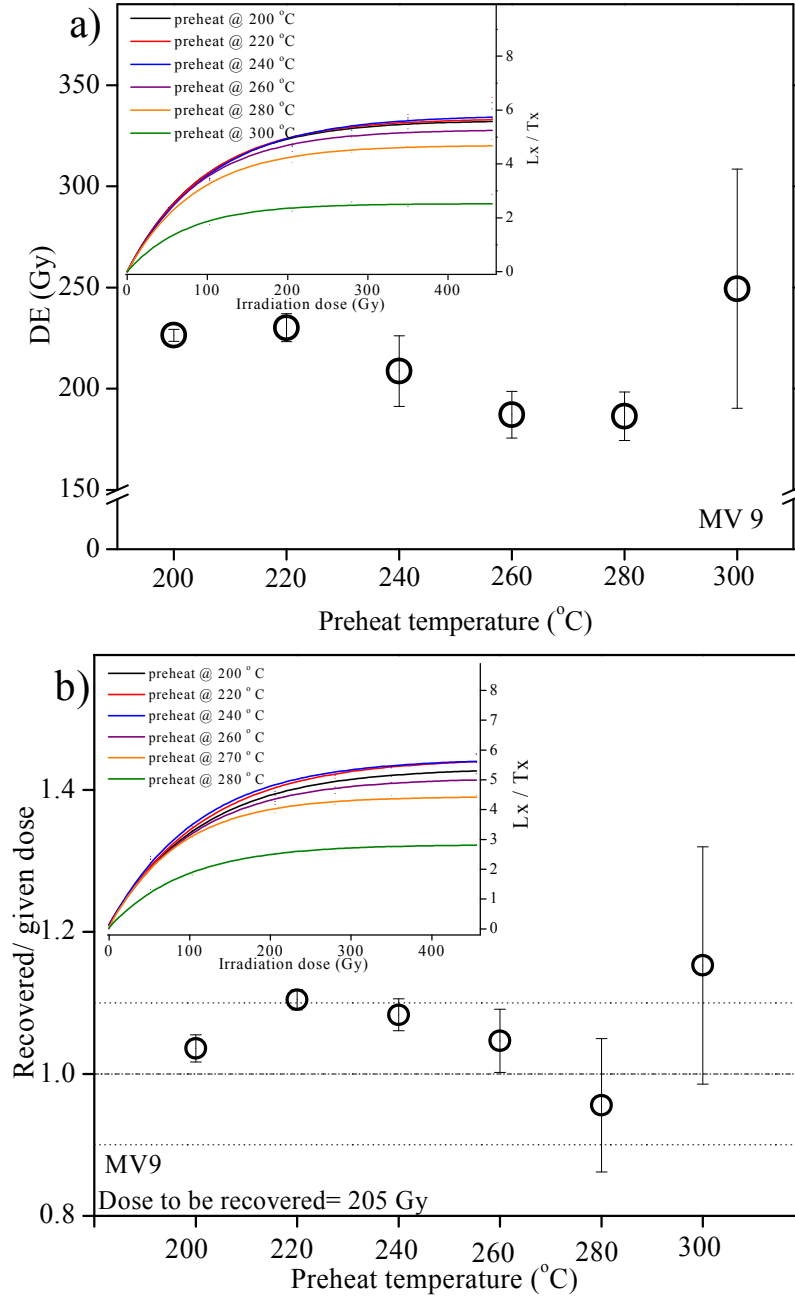 a)
preheat @ 200 °C
preheat @ 220 °C
preheat @ 240 °C
preheat @ 260 °C
preheat @ 280 °C
preheat @ 300 °C
8
6
4
2
0
Lx / Tx
0 100 200 300 400
Irradiation dose (Gy)
350
300
250
200
150
0
DE (Gy)
MV 9
200 220 240 260 280 300
Preheat temperature (°C)
b)
preheat @ 200 ° C
preheat @ 220 ° C
preheat @ 240 ° C
preheat @ 260 ° C
preheat @ 270 ° C
preheat @ 280 ° C
8
7
6
5
4
3
2
1
0
Lx / Tx
0 100 200 300 400
Irradiation dose (Gy)
1.4
1.2
1.0
0.8
Recovered/ given dose
MV9
Dose to be recovered= 205 Gy
200 220 240 260 280 300
Preheat temperature (°C)